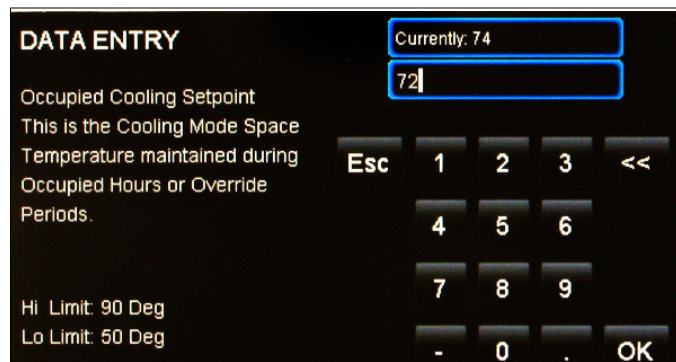 DATA ENTRY
Currently: 74
72
Occupied Cooling Setpoint
This is the Cooling Mode Space
Temperature maintained during
Occupied Hours or Override
Periods.
Hi Limit: 90 Deg
Lo Limit: 50 Deg
Esc 1 2 3 <<
4 5 6
7 8 9
- 0 . OK